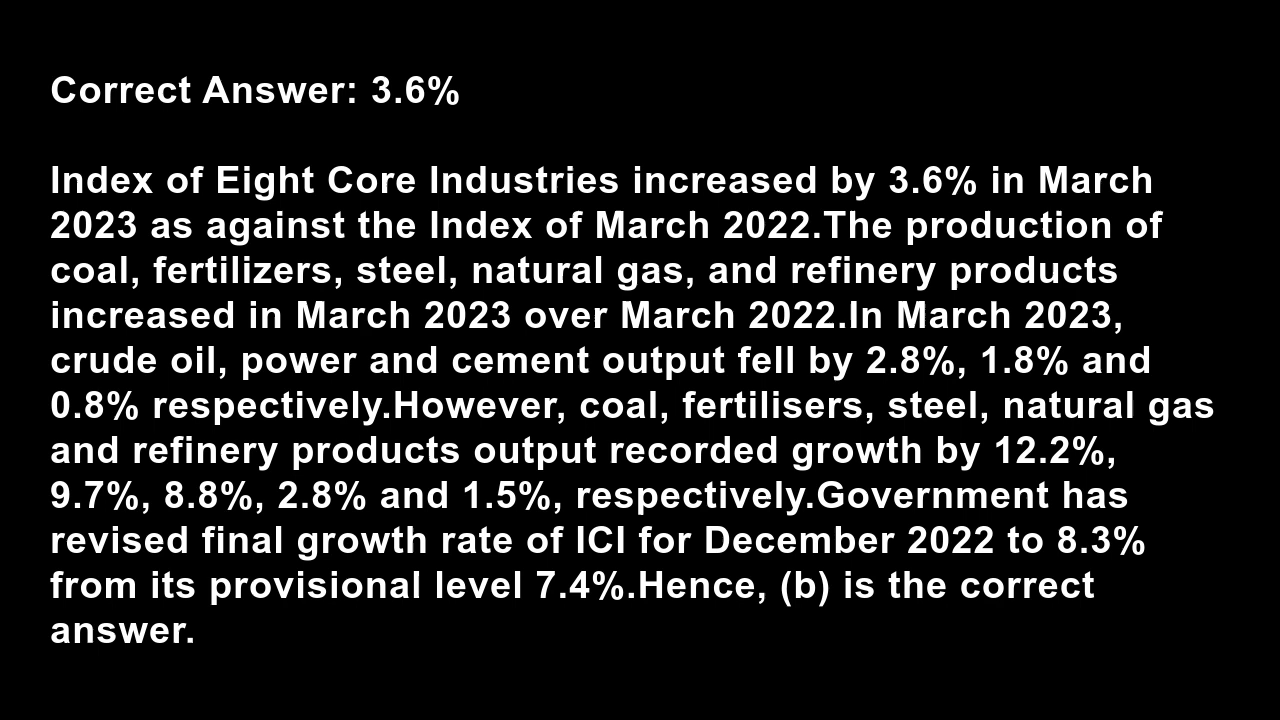 Correct Answer: 3.6%
Index of Eight Core Industries increased by 3.6% in March
2023 as against the Index of March 2022.The production of
coal, fertilizers, steel, natural gas, and refinery products
increased in March 2023 over March 2022.In March 2023,
crude oil, power and cement output fell by 2.8%, 1.8% and
0.8% respectively.However, coal, fertilisers, steel, natural gas
and refinery products output recorded growth by 12.2%,
9.7%, 8.8%, 2.8% and 1.5%, respectively.Government has
revised final growth rate of ICI for December 2022 to 8.3%
from its provisional level 7.4%.Hence, (b) is the correct
answer.